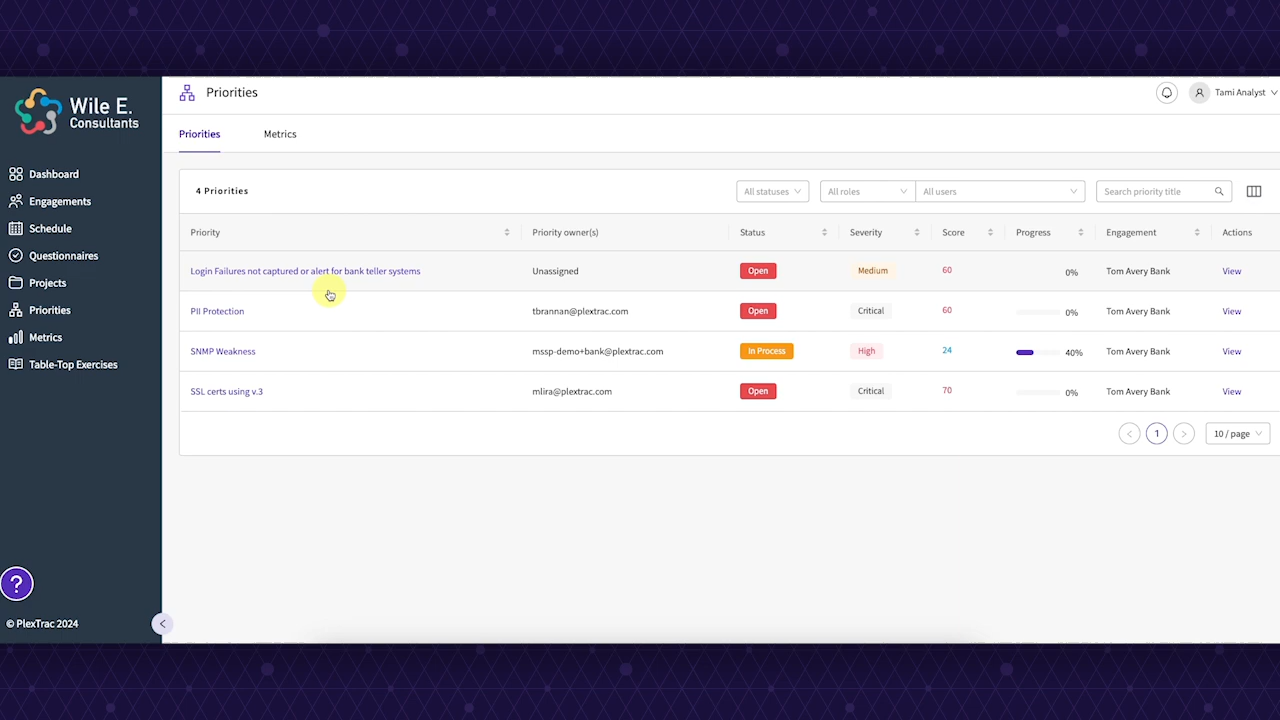 Wile E.
Consultants
Dashboard
Engagements
Schedule
Questionnaires
Projects
Priorities
Metrics
Table-Top Exercises
?
© PlexTrac 2024
Priorities
Tami Analyst
Priorities Metrics
4 Priorities All statuses All roles All users Search priority title
Priority Priority owner(s) Status Severity Score Progress Engagement Actions
Login Failures not captured or alert for bank teller systems Unassigned Open Medium 60 0% Tom Avery Bank View
PII Protection tbrannan@plextrac.com Open Critical 60 0% Tom Avery Bank View
SNMP Weakness mssp-demo+bank@plextrac.com In Process High 24 40% Tom Avery Bank View
SSL certs using v.3 mlira@plextrac.com Open Critical 70 0% Tom Avery Bank View
1 10 / page